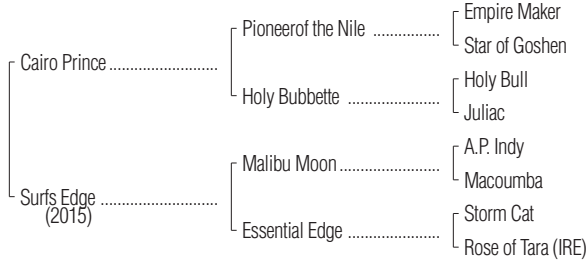 Empire Maker
Pioneerof the Nile ..................
Star of Goshen
Cairo Prince ..........................
Holy Bull
Holy Bubbette ........................
Juliac
A.P. Indy
Malibu Moon ..........................
Macoumba
Surfs Edge ............................
(2015)
Storm Cat
Essential Edge ........................
Rose of Tara (IRE)